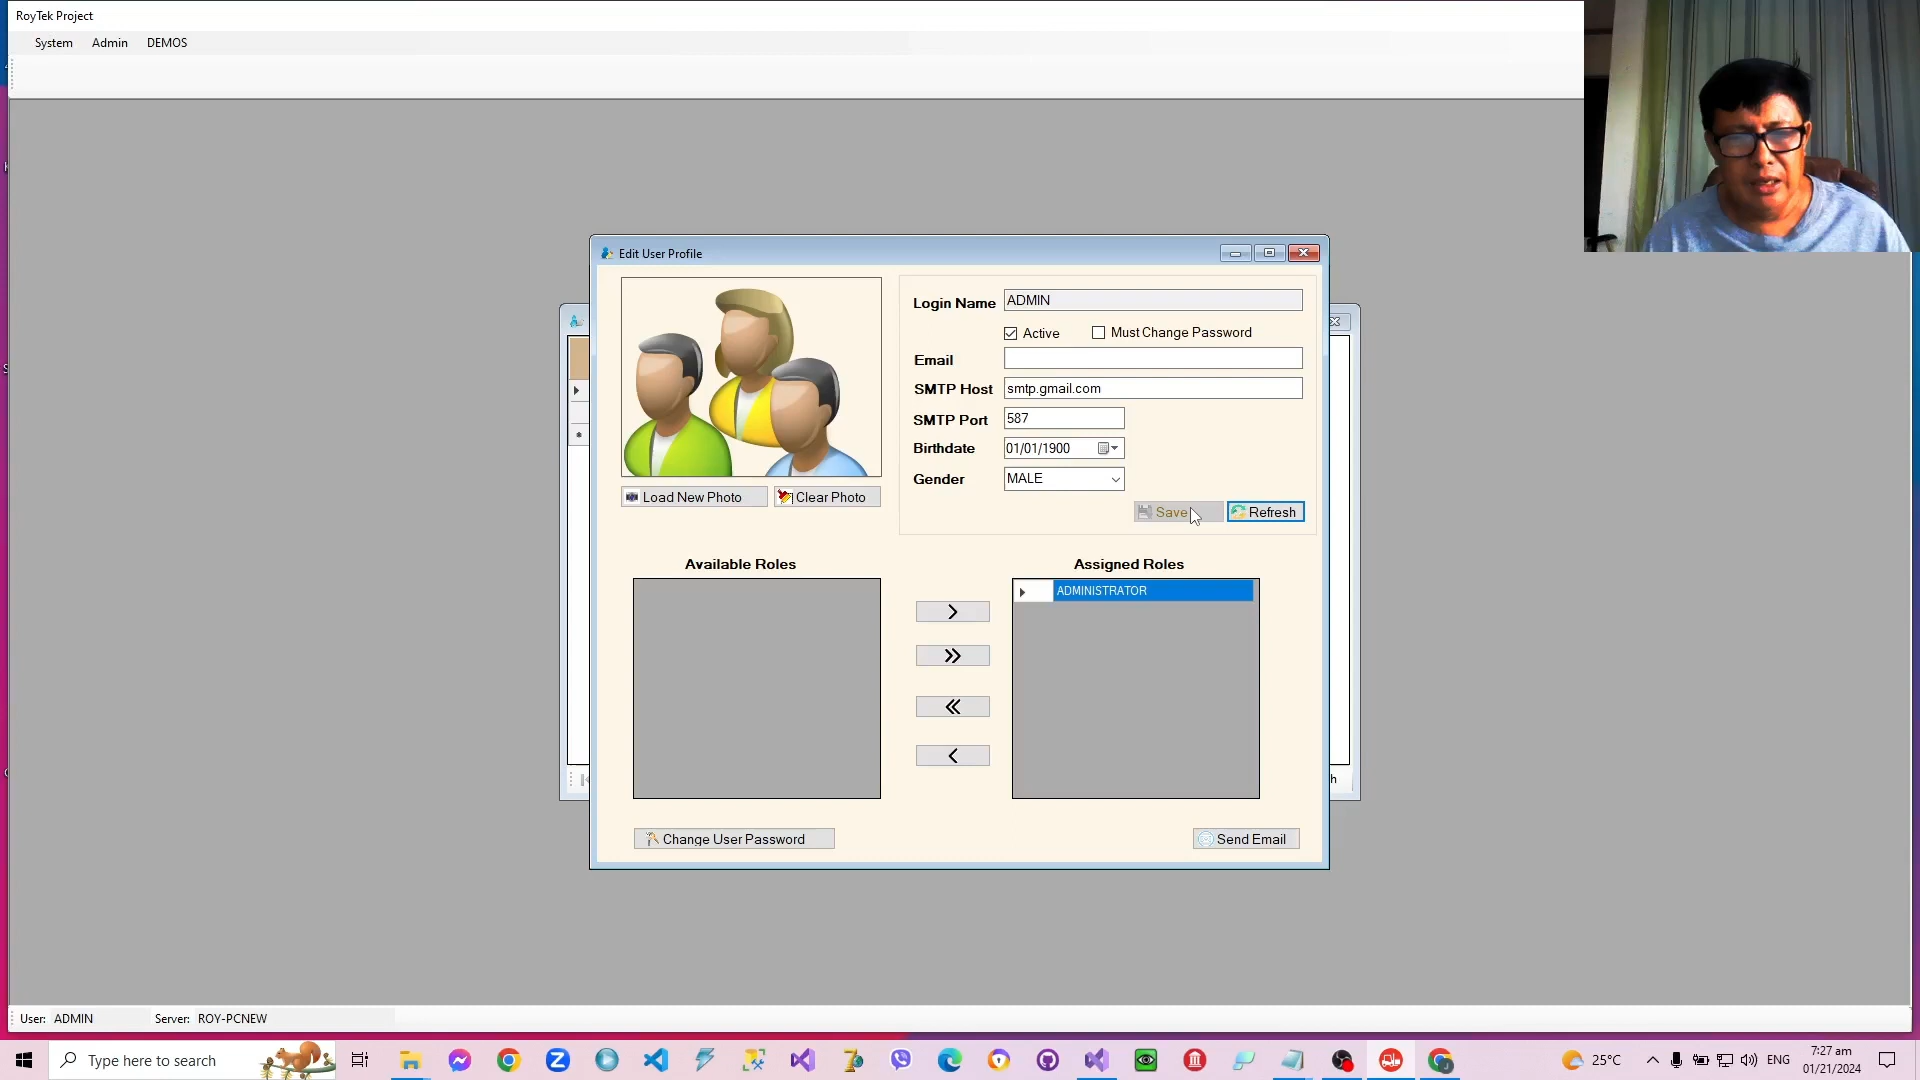 RoyTek Project
System Admin DEMOS
Edit User Profile
Login Name ADMIN
Active Must Change Password
Email
SMTP Host smtp.gmail.com
SMTP Port 587
Birthdate 01/01/1900
Gender MALE
Load New Photo Clear Photo
Save Refresh
Available Roles Assigned Roles
ADMINISTRATOR
h
Change User Password Send Email
User: ADMIN Server: ROY-PCNEW
Type here to search
25°C
ENG
7:27 am
01/21/2024